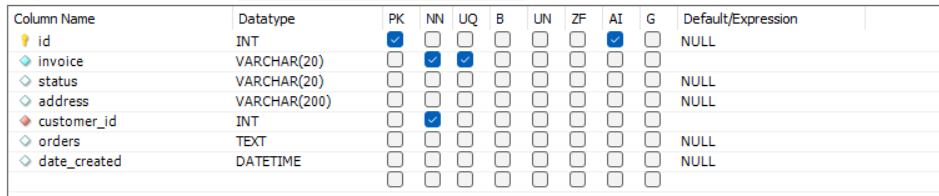 Column Name Datatype PK NN UQ B UN ZF AI G Default/Expression
id INT NULL
invoice VARCHAR(20)
status VARCHAR(20) NULL
address VARCHAR(200) NULL
customer_id INT
orders TEXT NULL
date_created DATETIME NULL